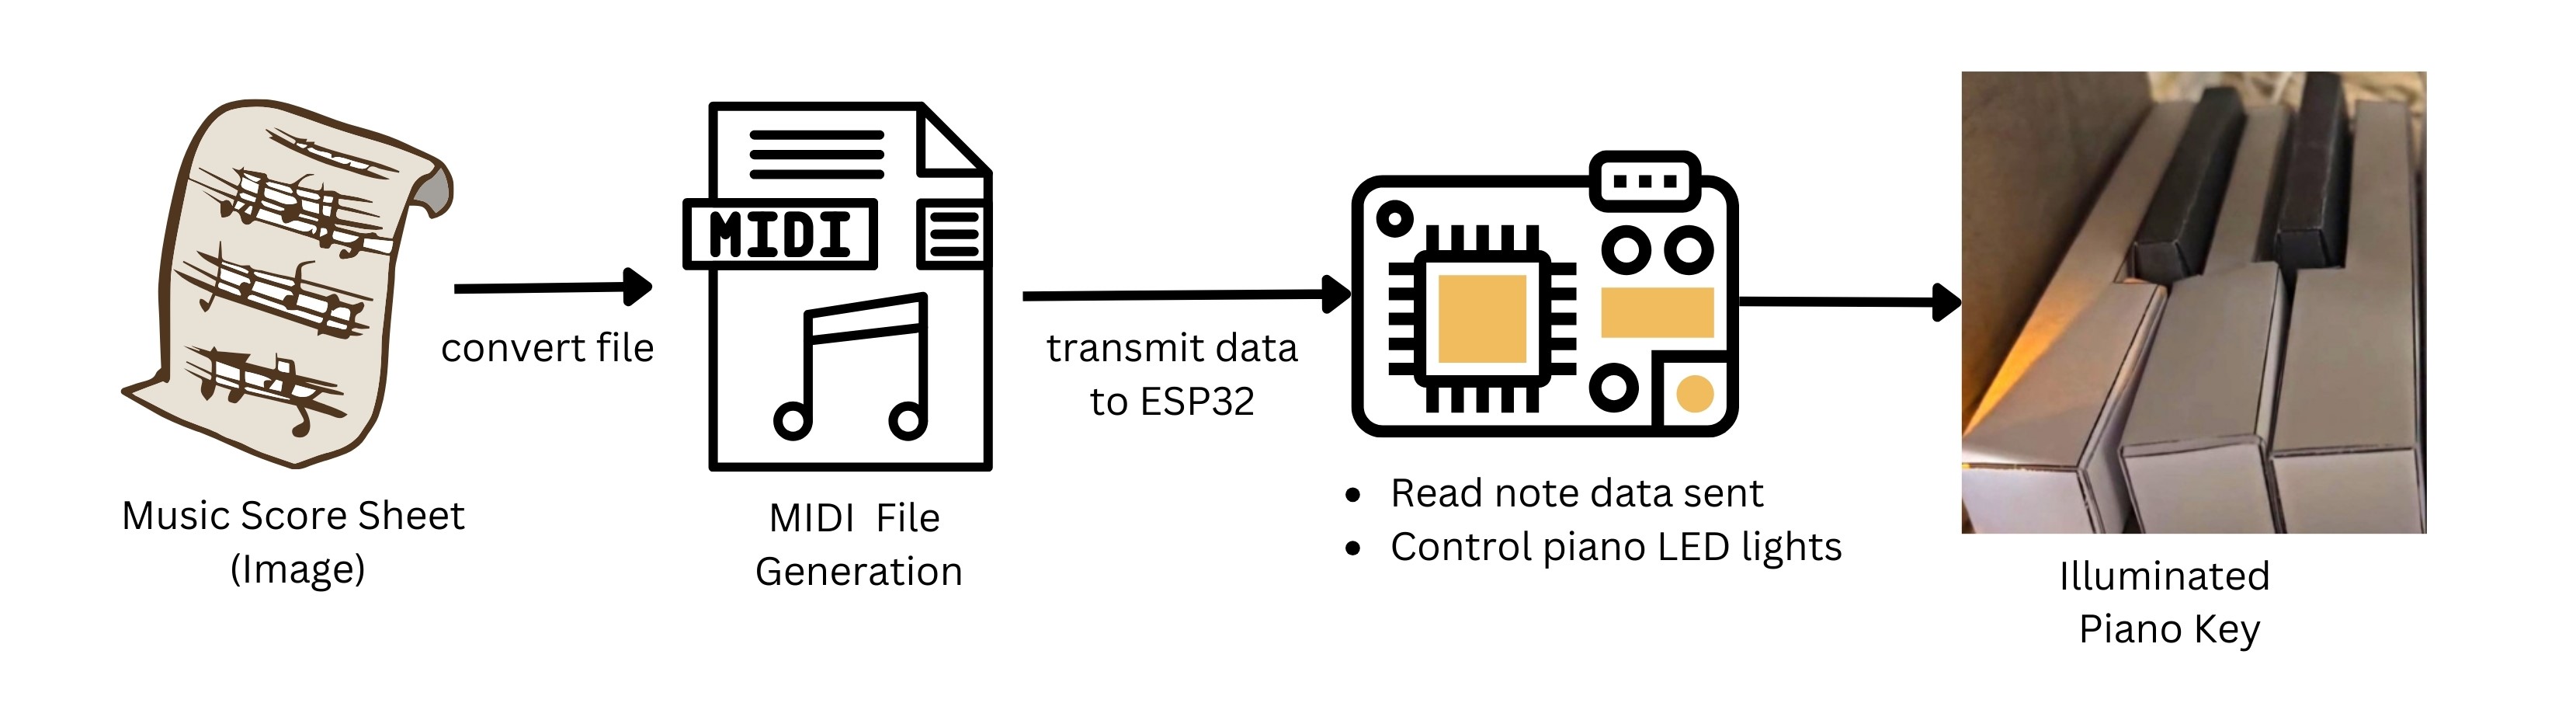 MIDI
convert file
transmit data
to ESP32
Music Score Sheet
(Image)
MIDI File
Generation
• Read note data sent
• Control piano LED lights
Illuminated
Piano Key